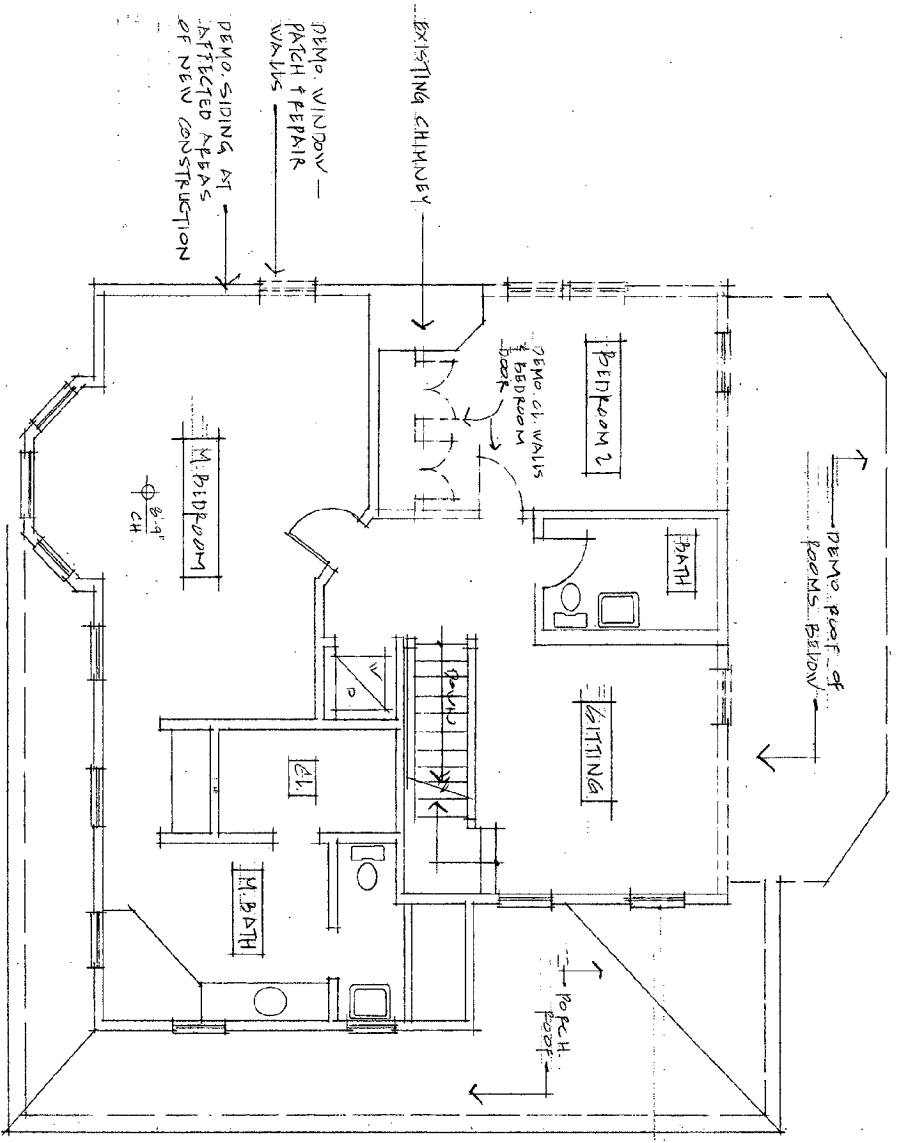 EXISTING CHIMNEY
DEMO. WINDOW —
PATCH & REPAIR
WALLS
DEMO. SIDING AT
AFFECTED AREAS
OF NEW CONSTRUCTION
DEMO. CL. WALLS
& BEDROOM
DOOR
BEDROOM 2
BATH
DEMO ROOF OF
ROOMS BELOW
SITTING
DOWN
M. BEDROOM
8'-9"
CH
W
D
CL.
M. BATH
PORCH
ROOF